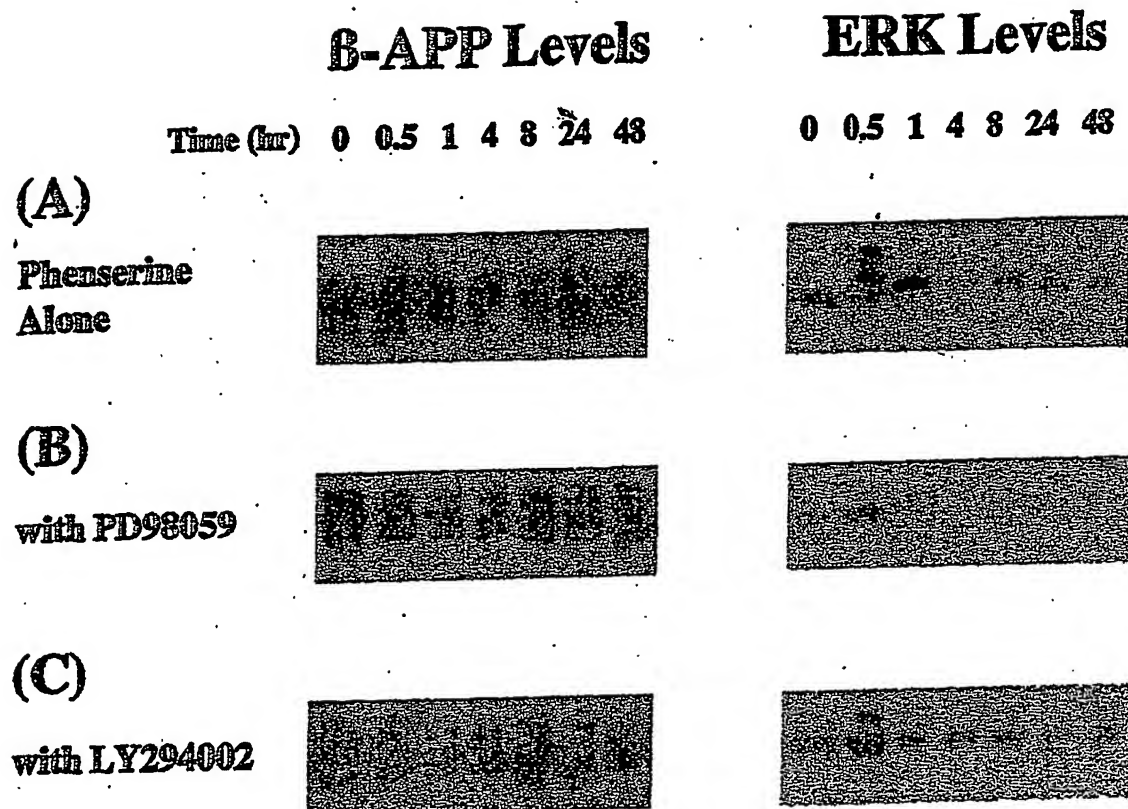 β-APP Levels
ERK Levels
Time (hr) 0 0.5 1 4 8 24 48
0 0.5 1 4 8 24 48
(A)
Phenserine
Alone
(B)
with PD98059
(C)
with LY294002